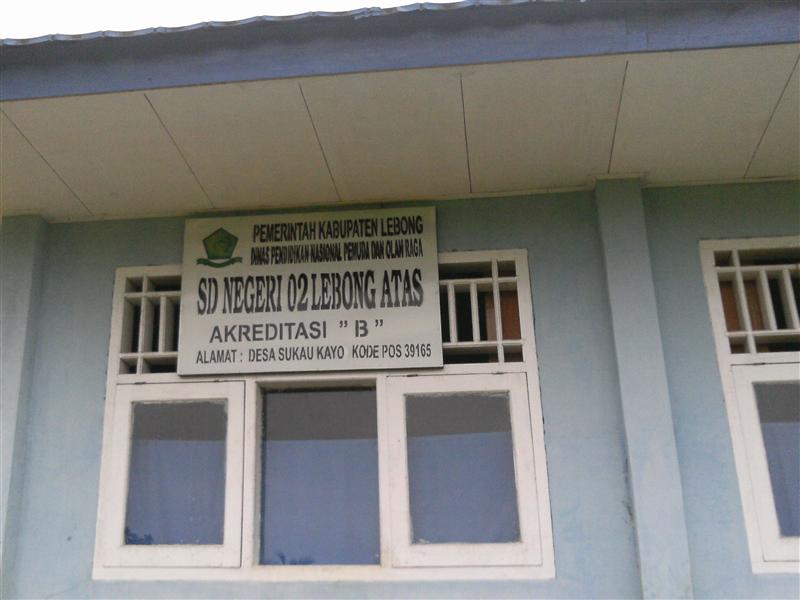 PEMERINTAH KABUPATEN LEBONG
DINAS PENDIDIKAN NASIONAL PEMUDA DAN OLAH RAGA
SD NEGERI 02 LEBONG ATAS
AKREDITASI " B "
ALAMAT : DESA SUKAU KAYO KODE POS 39165